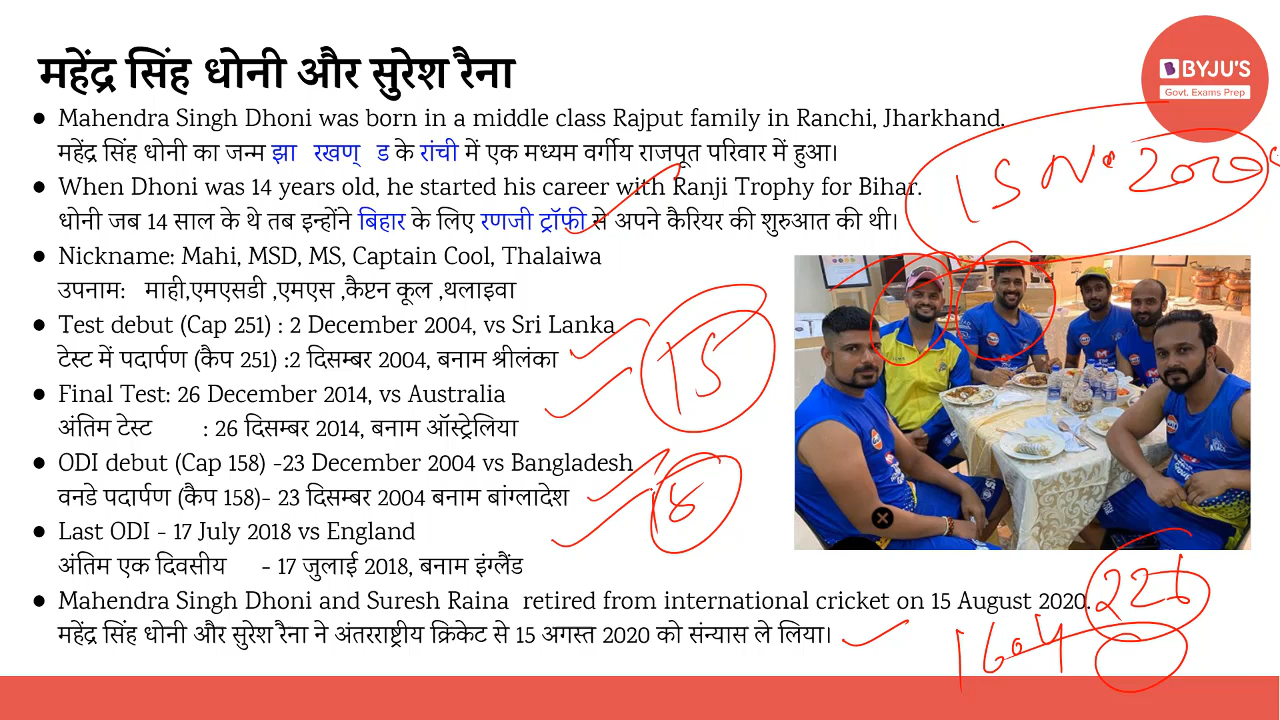 महेंद्र सिंह धोनी और सुरेश रैना
BYJU'S
Govt. Exams Prep
● Mahendra Singh Dhoni was born in a middle class Rajput family in Ranchi, Jharkhand.
महेंद्र सिंह धोनी का जन्म झा रखण् ड के रांची में एक मध्यम वर्गीय राजपूत परिवार में हुआ।
● When Dhoni was 14 years old, he started his career with Ranji Trophy for Bihar.
धोनी जब 14 साल के थे तब इन्होंने बिहार के लिए रणजी ट्रॉफी से अपने कैरियर की शुरुआत की थी।
● Nickname: Mahi, MSD, MS, Captain Cool, Thalaiwa
उपनाम: माही,एमएसडी ,एमएस ,कैप्टन कूल ,थलाइवा
● Test debut (Cap 251) : 2 December 2004, vs Sri Lanka
टेस्ट में पदार्पण (कैप 251) :2 दिसम्बर 2004, बनाम श्रीलंका
● Final Test: 26 December 2014, vs Australia
अंतिम टेस्ट : 26 दिसम्बर 2014, बनाम ऑस्ट्रेलिया
● ODI debut (Cap 158) -23 December 2004 vs Bangladesh
वनडे पदार्पण (कैप 158)- 23 दिसम्बर 2004 बनाम बांग्लादेश
● Last ODI - 17 July 2018 vs England
अंतिम एक दिवसीय - 17 जुलाई 2018, बनाम इंग्लैंड
● Mahendra Singh Dhoni and Suresh Raina retired from international cricket on 15 August 2020.
महेंद्र सिंह धोनी और सुरेश रैना ने अंतरराष्ट्रीय क्रिकेट से 15 अगस्त 2020 को संन्यास ले लिया।
15
18
226